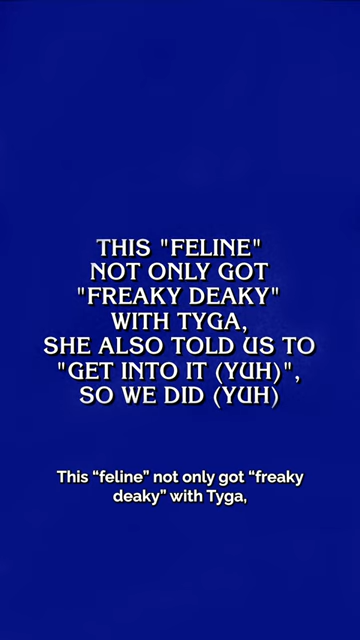 THIS "FELINE"
NOT ONLY GOT
"FREAKY DEAKY"
WITH TYGA,
SHE ALSO TOLD US TO
"GET INTO IT (YUH)",
SO WE DID (YUH)
This “feline” not only got “freaky
deaky” with Tyga,